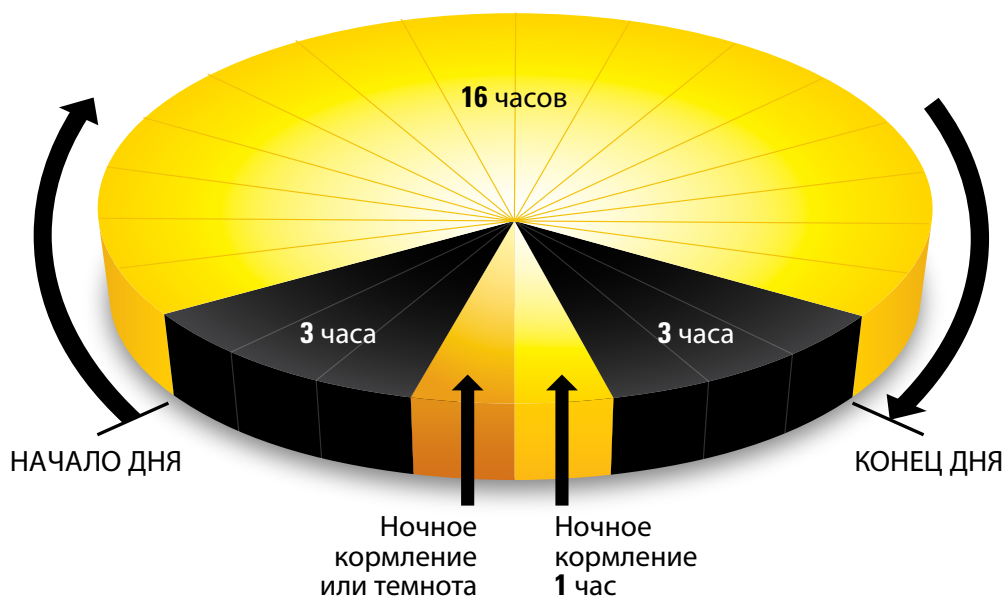 16 часов
3 часа
3 часа
НАЧАЛО ДНЯ
КОНЕЦ ДНЯ
Ночное
кормление
или темнота
Ночное
кормление
1 час